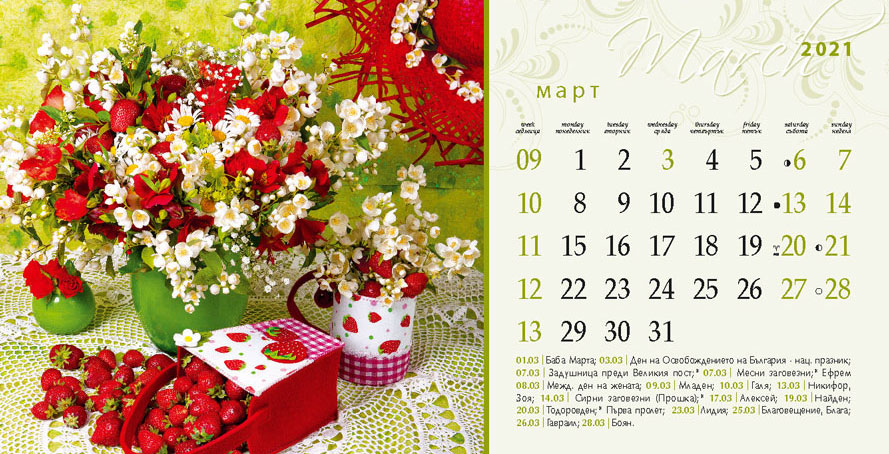 March
2021
март
week monday tuesday wednesday thursday friday saturday sunday
седмица понеделник вторник сряда четвъртък петък събота неделя
09 1 2 3 4 5 6 7
10 8 9 10 11 12 13 14
11 15 16 17 18 19 20 21
12 22 23 24 25 26 27 28
13 29 30 31
01.03 | Баба Марта; 03.03 | Ден на Освобождението на България - нац. празник;
07.03 | Задушница преди Великия пост;* 07.03 | Месни заговезни;* Ефрем
08.03 | Межд. ден на жената; 09.03 | Младен; 10.03 | Галя; 13.03 | Никифор,
Зоя; 14.03 | Сирни заговезни (Прошка);* 17.03 | Алексей; 19.03 | Найден;
20.03 | Тодоровден;* Първа пролет; 23.03 | Лидия; 25.03 | Благовещение, Блага;
26.03 | Гавраил; 28.03 | Боян.